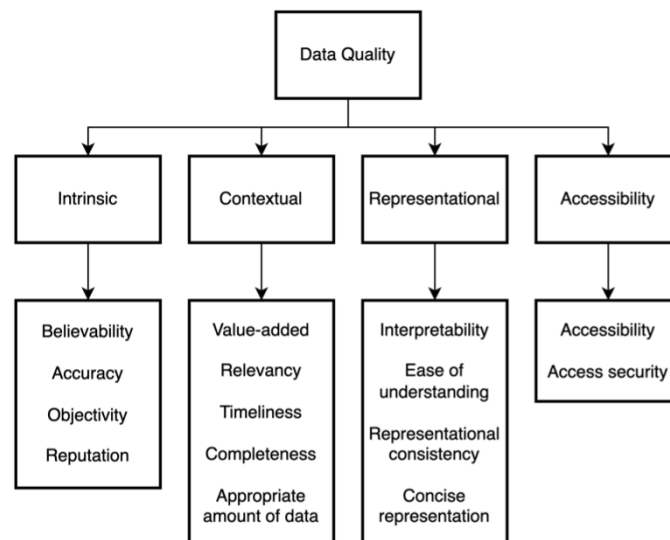 Data Quality
Intrinsic
Contextual
Representational
Accessibility
Believability
Accuracy
Objectivity
Reputation
Value-added
Relevancy
Timeliness
Completeness
Appropriate
amount of data
Interpretability
Ease of
understanding
Representational
consistency
Concise
representation
Accessibility
Access security